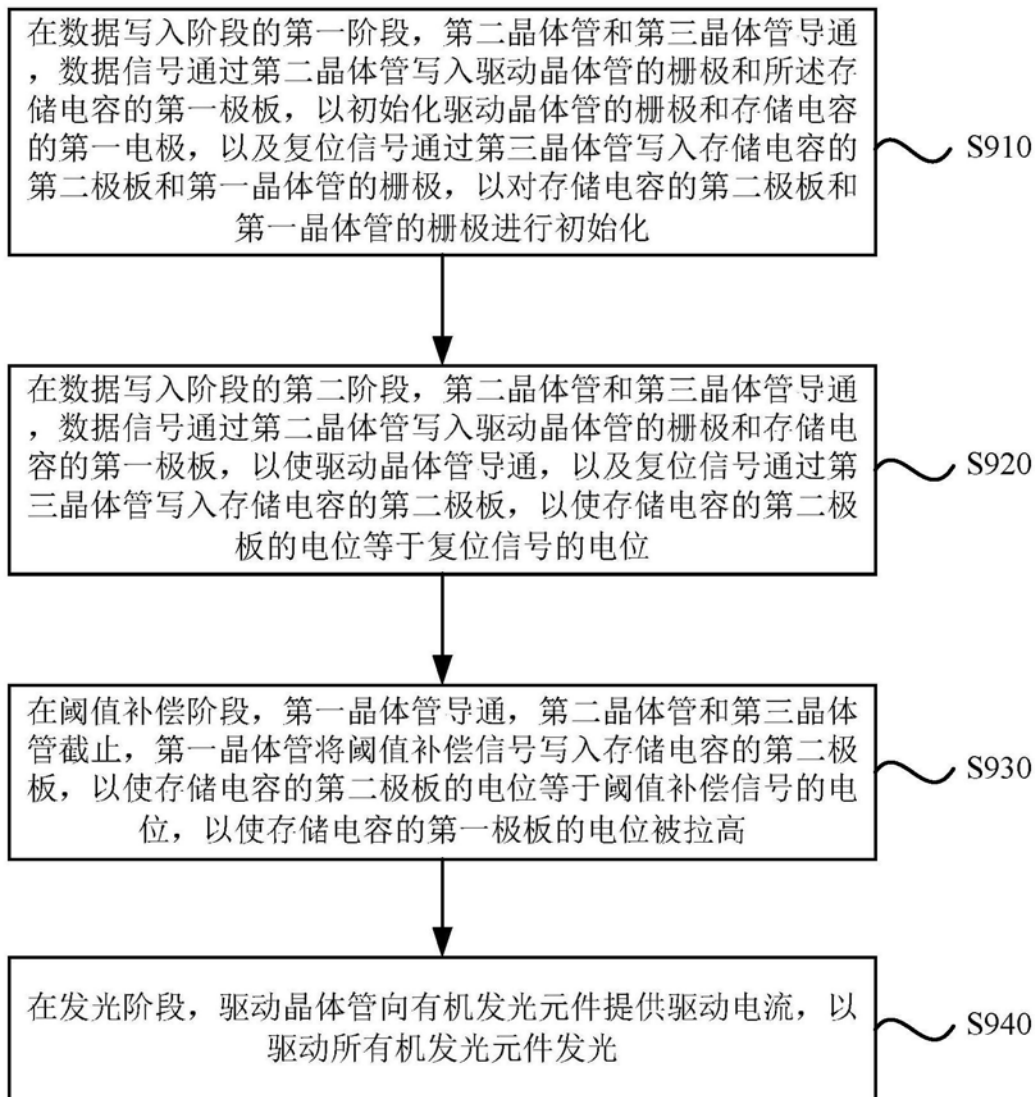 在数据写入阶段的第一阶段，第二晶体管和第三晶体管导通
，数据信号通过第二晶体管写入驱动晶体管的栅极和所述存
储电容的第一极板，以初始化驱动晶体管的栅极和存储电容
的第一电极，以及复位信号通过第三晶体管写入存储电容的
第二极板和第一晶体管的栅极，以对存储电容的第二极板和
第一晶体管的栅极进行初始化
S910
在数据写入阶段的第二阶段，第二晶体管和第三晶体管导通
，数据信号通过第二晶体管写入驱动晶体管的栅极和存储电
容的第一极板，以使驱动晶体管导通，以及复位信号通过第
三晶体管写入存储电容的第二极板，以使存储电容的第二极
板的电位等于复位信号的电位
S920
在阈值补偿阶段，第一晶体管导通，第二晶体管和第三晶体
管截止，第一晶体管将阈值补偿信号写入存储电容的第二极
板，以使存储电容的第二极板的电位等于阈值补偿信号的电
位，以使存储电容的第一极板的电位被拉高
S930
在发光阶段，驱动晶体管向有机发光元件提供驱动电流，以
驱动所有机发光元件发光
S940